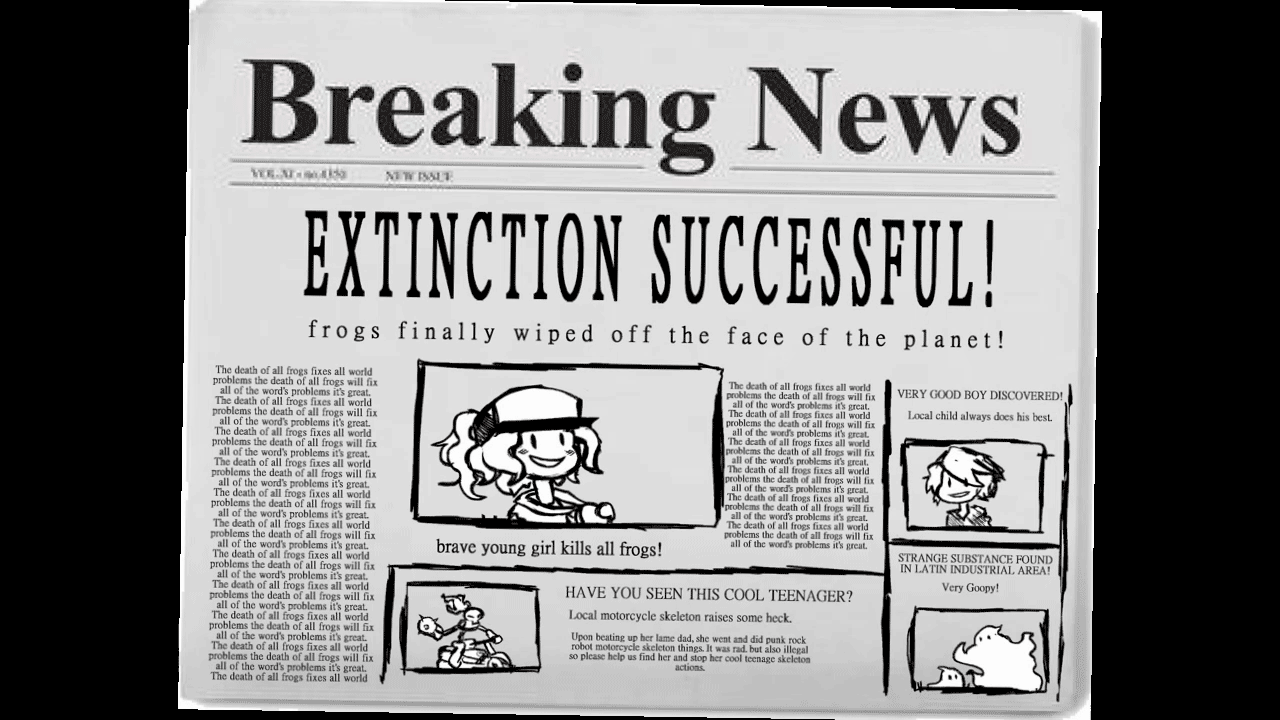 Breaking News
VOL. XI - no.4350 NEW ISSUE
EXTINCTION SUCCESSFUL!
frogs finally wiped off the face of the planet!
The death of all frogs fixes all world
problems the death of all frogs will fix
all of the word's problems it's great.
The death of all frogs fixes all world
problems the death of all frogs will fix
all of the word's problems it's great.
The death of all frogs fixes all world
problems the death of all frogs will fix
all of the word's problems it's great.
The death of all frogs fixes all world
problems the death of all frogs will fix
all of the word's problems it's great.
The death of all frogs fixes all world
problems the death of all frogs will fix
all of the word's problems it's great.
The death of all frogs fixes all world
problems the death of all frogs will fix
all of the word's problems it's great.
The death of all frogs fixes all world
problems the death of all frogs will fix
all of the word's problems it's great.
The death of all frogs fixes all world
problems the death of all frogs will fix
all of the word's problems it's great.
The death of all frogs fixes all world
problems the death of all frogs will fix
all of the word's problems it's great.
The death of all frogs fixes all world
problems the death of all frogs will fix
all of the word's problems it's great.
The death of all frogs fixes all world
brave young girl kills all frogs!
The death of all frogs fixes all world
problems the death of all frogs will fix
all of the word's problems it's great.
The death of all frogs fixes all world
problems the death of all frogs will fix
all of the word's problems it's great.
The death of all frogs fixes all world
problems the death of all frogs will fix
all of the word's problems it's great.
The death of all frogs fixes all world
problems the death of all frogs will fix
all of the word's problems it's great.
The death of all frogs fixes all world
problems the death of all frogs will fix
all of the word's problems it's great.
The death of all frogs fixes all world
problems the death of all frogs will fix
all of the word's problems it's great.
VERY GOOD BOY DISCOVERED!
Local child always does his best.
STRANGE SUBSTANCE FOUND
IN LATIN INDUSTRIAL AREA!
Very Goopy!
HAVE YOU SEEN THIS COOL TEENAGER?
Local motorcycle skeleton raises some heck.
Upon beating up her lame dad, she went and did punk rock
robot motorcycle skeleton things. It was rad, but also illegal
so please help us find her and stop her cool teenage skeleton
actions.